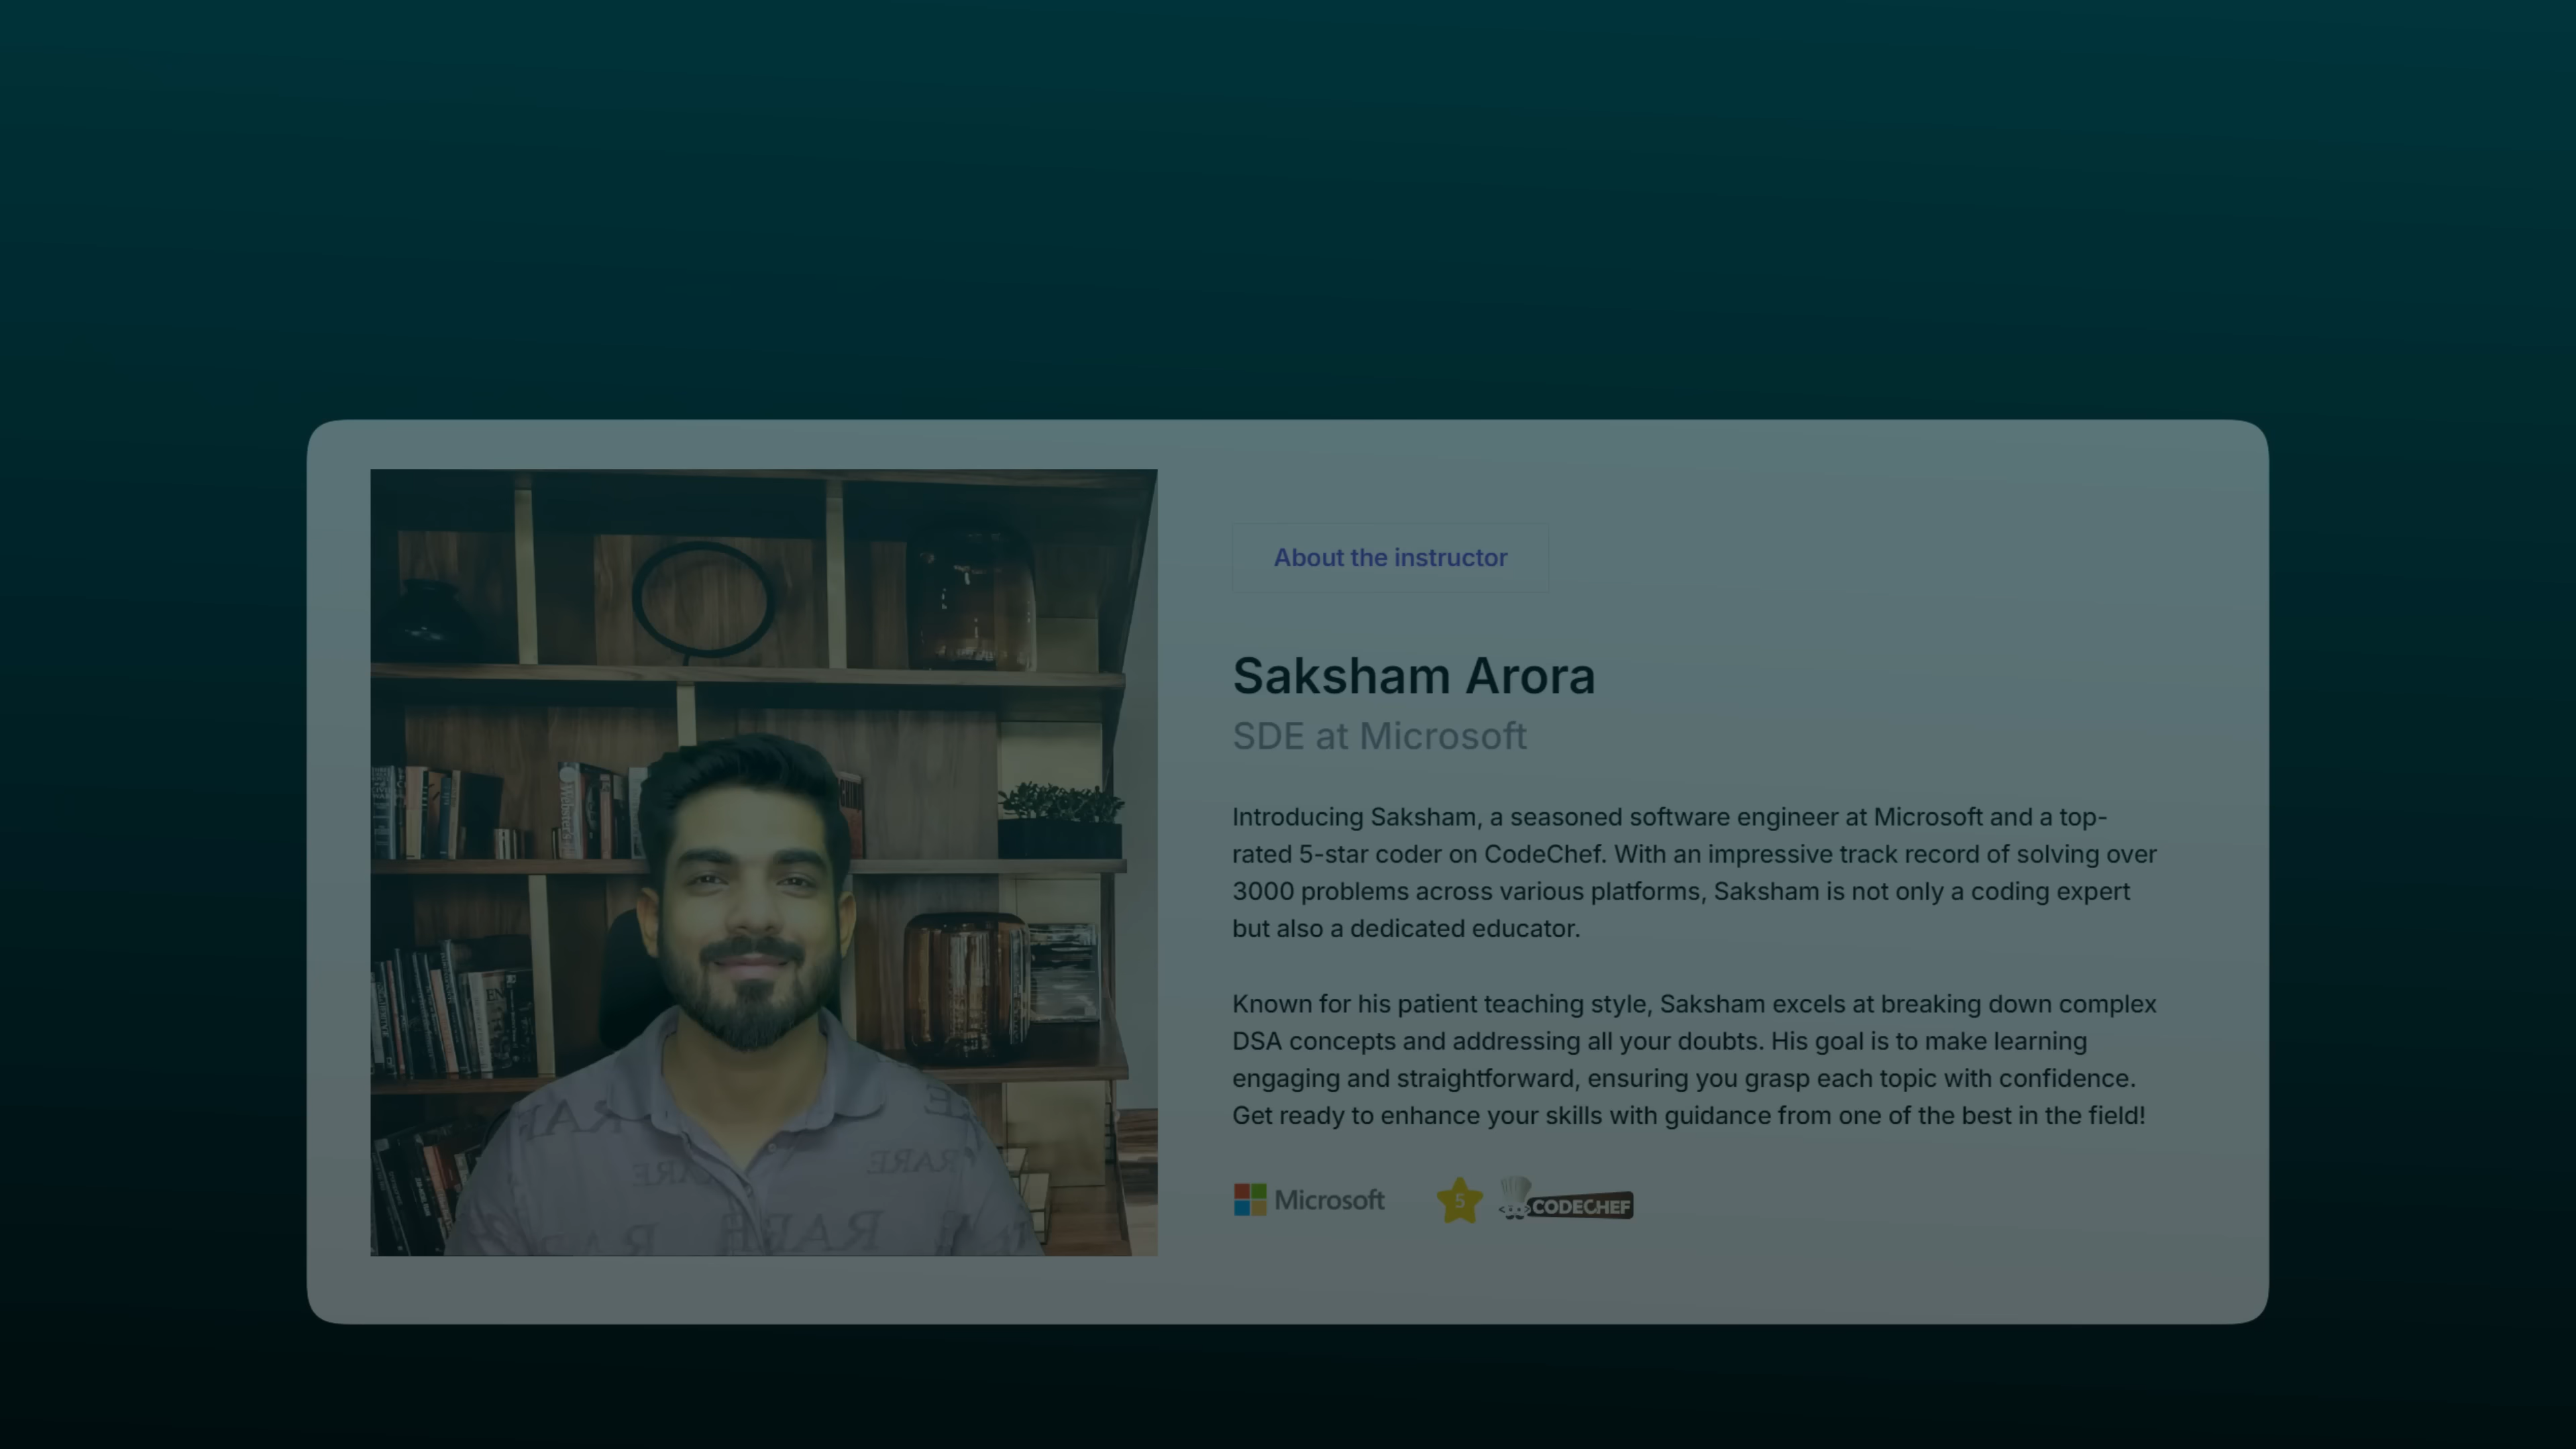 About the instructor
Saksham Arora
SDE at Microsoft
Introducing Saksham, a seasoned software engineer at Microsoft and a top-
rated 5-star coder on CodeChef. With an impressive track record of solving over
3000 problems across various platforms, Saksham is not only a coding expert
but also a dedicated educator.
Known for his patient teaching style, Saksham excels at breaking down complex
DSA concepts and addressing all your doubts. His goal is to make learning
engaging and straightforward, ensuring you grasp each topic with confidence.
Get ready to enhance your skills with guidance from one of the best in the field!
Microsoft 5 CODECHEF
RARE